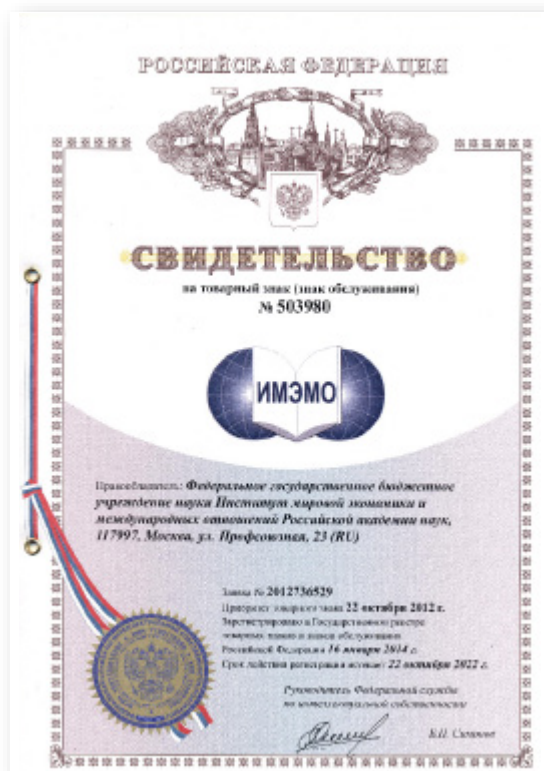 РОССИЙСКАЯ ФЕДЕРАЦИЯ
СВИДЕТЕЛЬСТВО
на товарный знак (знак обслуживания)
№ 503980
ИМЭМО
Правообладатель: Федеральное государственное бюджетное
учреждение науки Институт мировой экономики и
международных отношений Российской академии наук,
117997, Москва, ул. Профсоюзная, 23 (RU)
Заявка № 2012736529
Приоритет товарного знака 22 октября 2012 г.
Зарегистрировано в Государственном реестре
товарных знаков и знаков обслуживания
Российской Федерации 16 января 2014 г.
Срок действия регистрации истекает 22 октября 2022 г.
Руководитель Федеральной службы
по интеллектуальной собственности
Б.П. Симонов